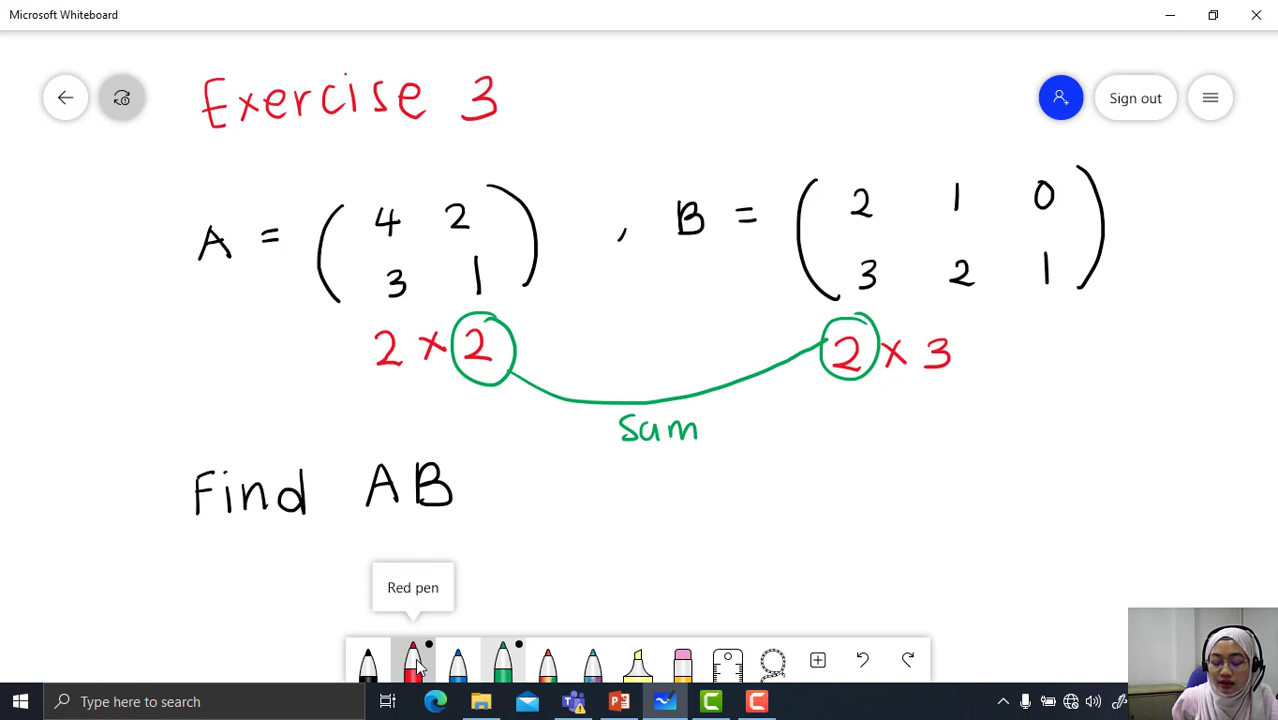 Microsoft Whiteboard
Exercise 3
Sign out
A = ( 4 2 , B = ( 2 1 0
3 1 ) 3 2 1 )
2 × 2 2 × 3
Sam
Find AB
Red pen
Type here to search